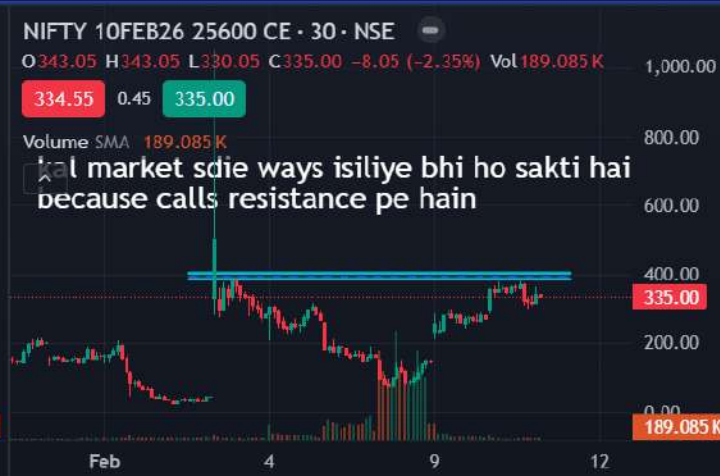 NIFTY 10FEB26 25600 CE · 30 · NSE
O343.05 H343.05 L330.05 C335.00 −8.05 (−2.35%) Vol189.085K
334.55 0.45 335.00
Volume SMA 189.085K
kal market sdie ways isiliye bhi ho sakti hai
because calls resistance pe hain
1,000.00
800.00
600.00
400.00
335.00
200.00
0.00
189.085K
Feb 4 9 12